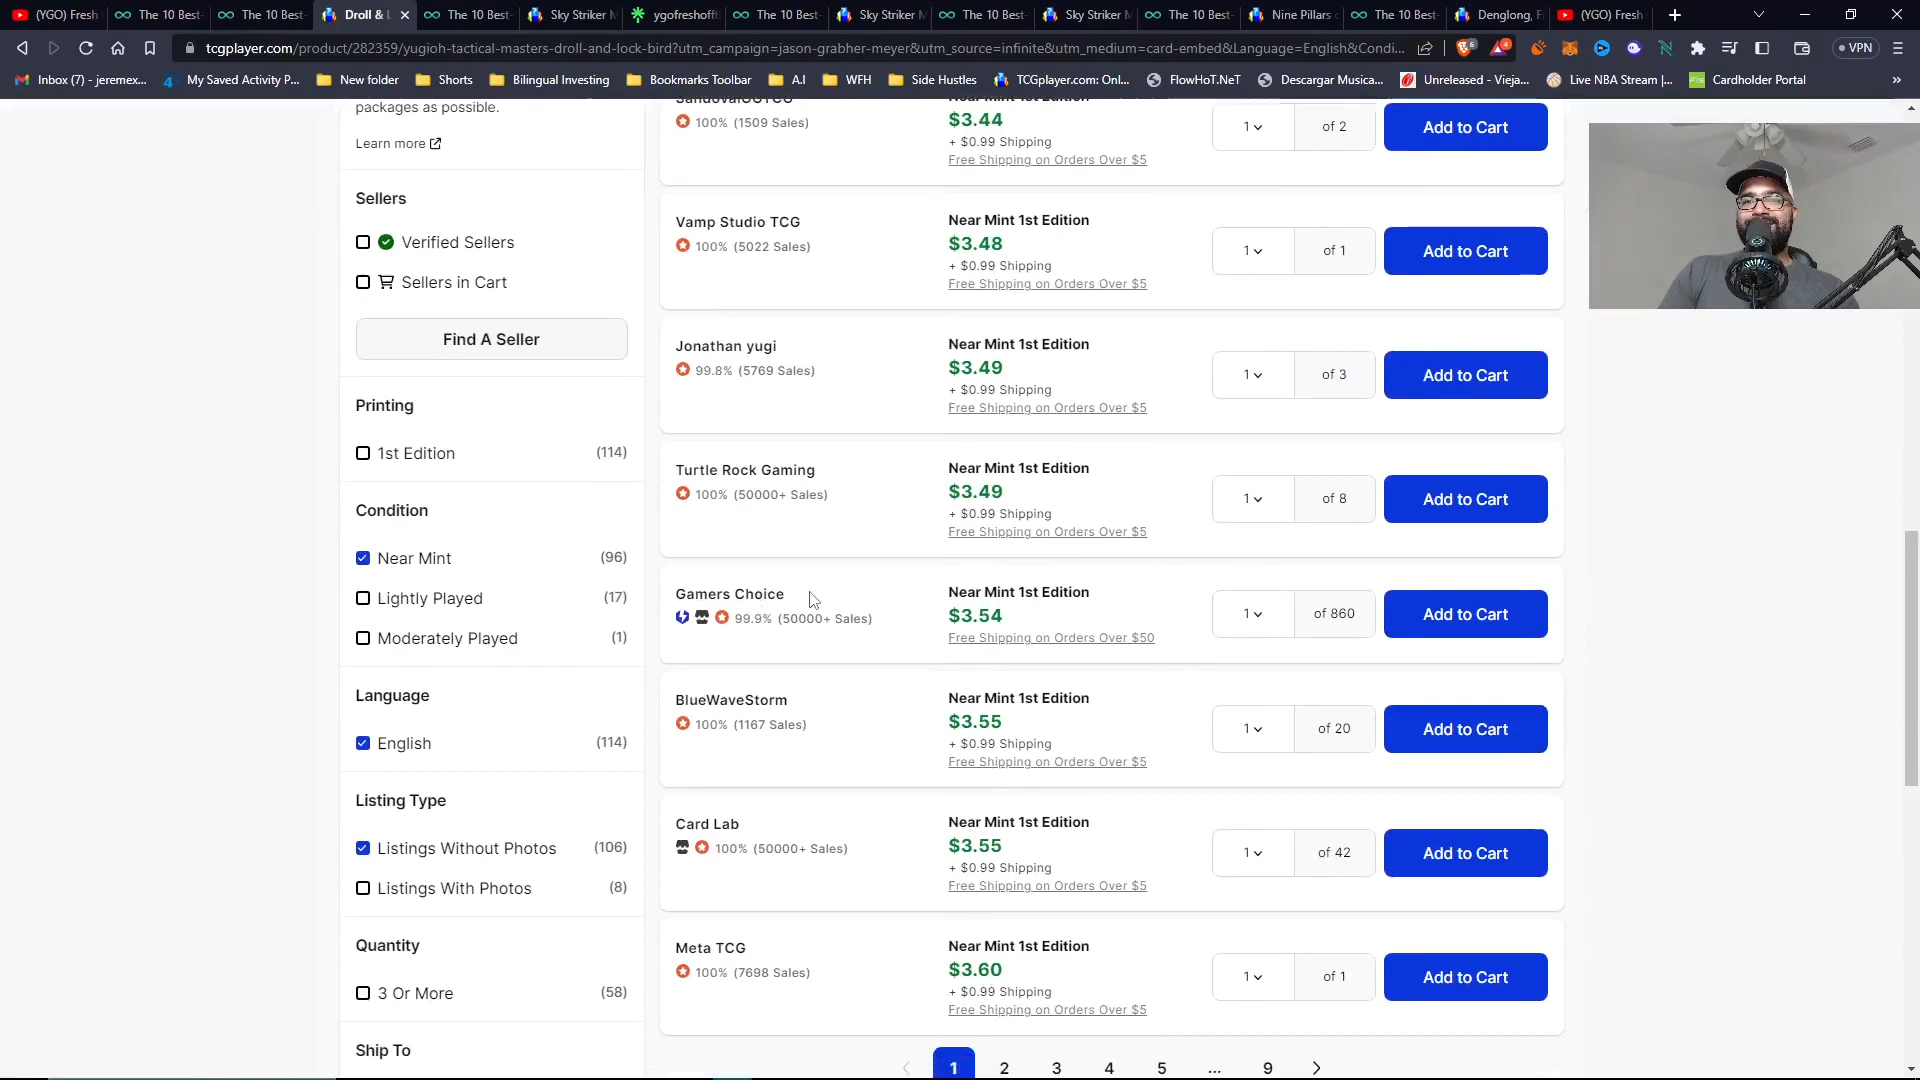 (YGO) Fresh
The 10 Best-
The 10 Best-
Droll & L
The 10 Best-
Sky Striker M
ygofreshofft
The 10 Best-
Sky Striker M
The 10 Best-
Sky Striker M
The 10 Best-
Nine Pillars o
The 10 Best-
Denglong, F
(YGO) Fresh
tcgplayer.com/product/282359/yugioh-tactical-masters-droll-and-lock-bird?utm_campaign=jason-grabher-meyer&utm_source=infinite&utm_medium=card-embed&Language=English&Condi...
VPN
Inbox (7) - jeremex...
My Saved Activity P...
New folder
Shorts
Bilingual Investing
Bookmarks Toolbar
A.I
WFH
Side Hustles
TCGplayer.com: Onl...
FlowHoT.NeT
Descargar Musica...
Unreleased - Vieja...
Live NBA Stream |...
Cardholder Portal
»
packages as possible.
Learn more
Sellers
Verified Sellers
Sellers in Cart
Find A Seller
Printing
1st Edition (114)
Condition
Near Mint (96)
Lightly Played (17)
Moderately Played (1)
Language
English (114)
Listing Type
Listings Without Photos (106)
Listings With Photos (8)
Quantity
3 Or More (58)
Ship To
Near Mint 1st Edition
100% (1509 Sales)
$3.44
+ $0.99 Shipping
Free Shipping on Orders Over $5
1 of 2
Add to Cart
Vamp Studio TCG
100% (5022 Sales)
Near Mint 1st Edition
$3.48
+ $0.99 Shipping
Free Shipping on Orders Over $5
1 of 1
Add to Cart
Jonathan yugi
99.8% (5769 Sales)
Near Mint 1st Edition
$3.49
+ $0.99 Shipping
Free Shipping on Orders Over $5
1 of 3
Add to Cart
Turtle Rock Gaming
100% (50000+ Sales)
Near Mint 1st Edition
$3.49
+ $0.99 Shipping
Free Shipping on Orders Over $5
1 of 8
Add to Cart
Gamers Choice
99.9% (50000+ Sales)
Near Mint 1st Edition
$3.54
Free Shipping on Orders Over $50
1 of 860
Add to Cart
BlueWaveStorm
100% (1167 Sales)
Near Mint 1st Edition
$3.55
+ $0.99 Shipping
Free Shipping on Orders Over $5
1 of 20
Add to Cart
Card Lab
100% (50000+ Sales)
Near Mint 1st Edition
$3.55
+ $0.99 Shipping
Free Shipping on Orders Over $5
1 of 42
Add to Cart
Meta TCG
100% (7698 Sales)
Near Mint 1st Edition
$3.60
+ $0.99 Shipping
Free Shipping on Orders Over $5
1 of 1
Add to Cart
1 2 3 4 5 ... 9